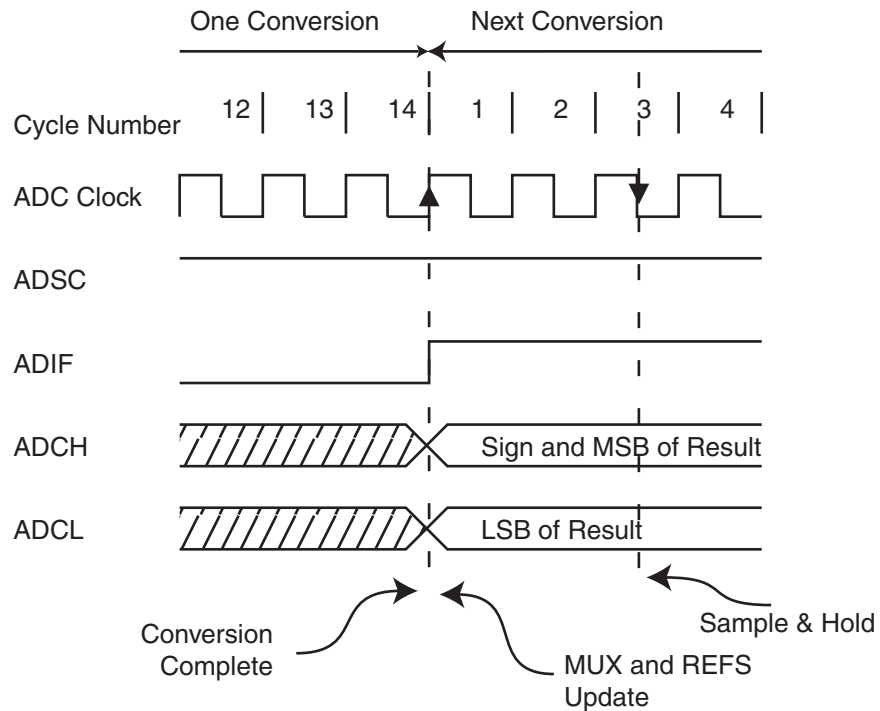 One Conversion
Next Conversion
Cycle Number
12
13
14
1
2
3
4
ADC Clock
ADSC
ADIF
ADCH
Sign and MSB of Result
ADCL
LSB of Result
Conversion
Complete
MUX and REFS
Update
Sample & Hold